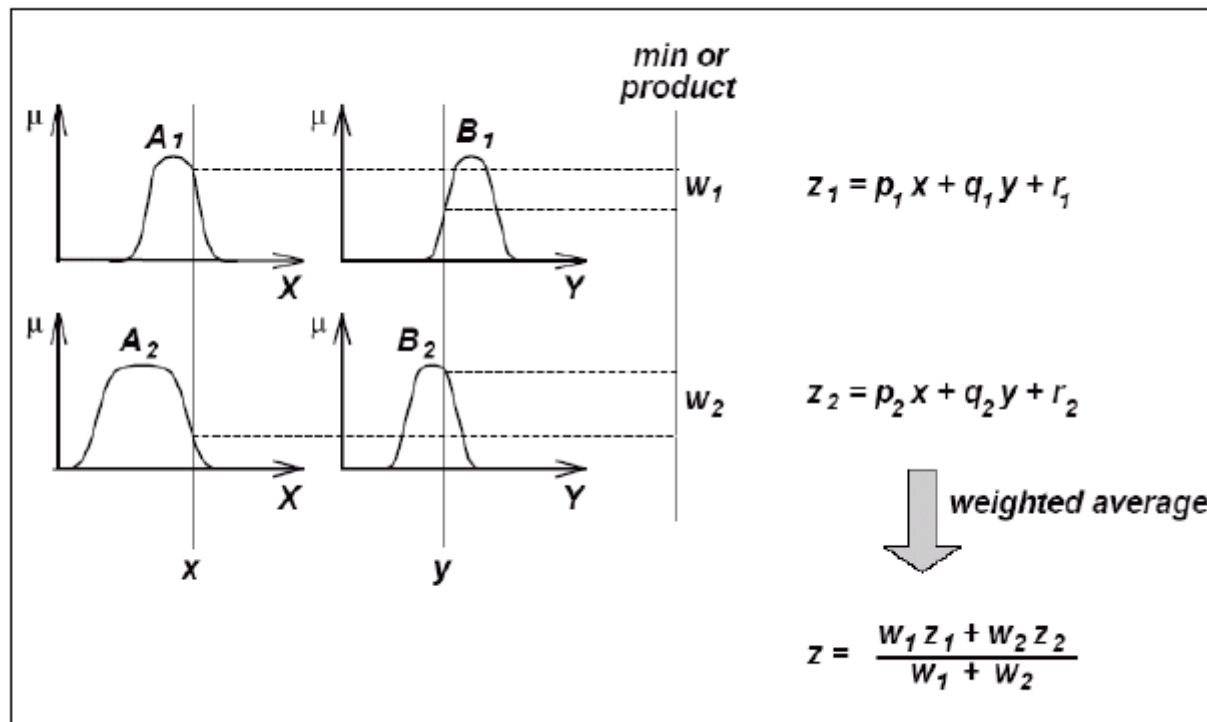 min or
product
μ A₁ μ B₁
w₁ z₁ = p₁ x + q₁ y + r₁
X Y
μ A₂ μ B₂
w₂ z₂ = p₂ x + q₂ y + r₂
X Y
weighted average
x y
z = w₁ z₁ + w₂ z₂
w₁ + w₂